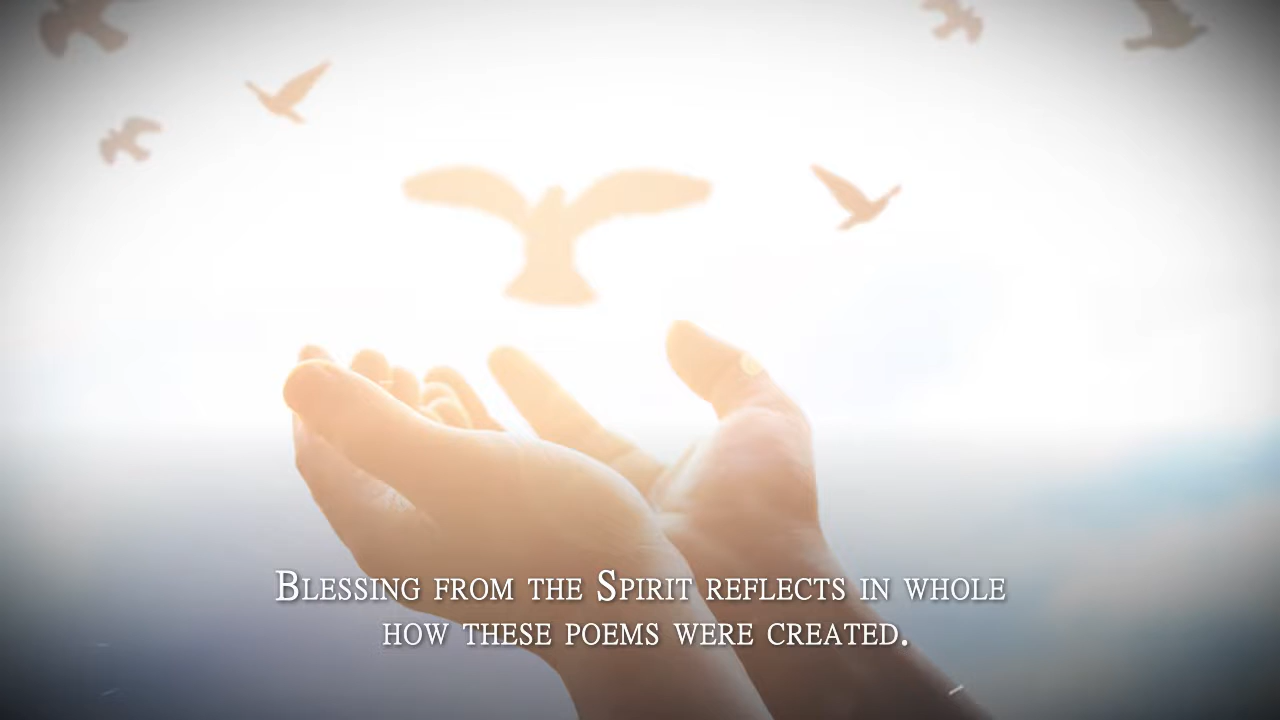 Blessing from the Spirit reflects in whole
how these poems were created.